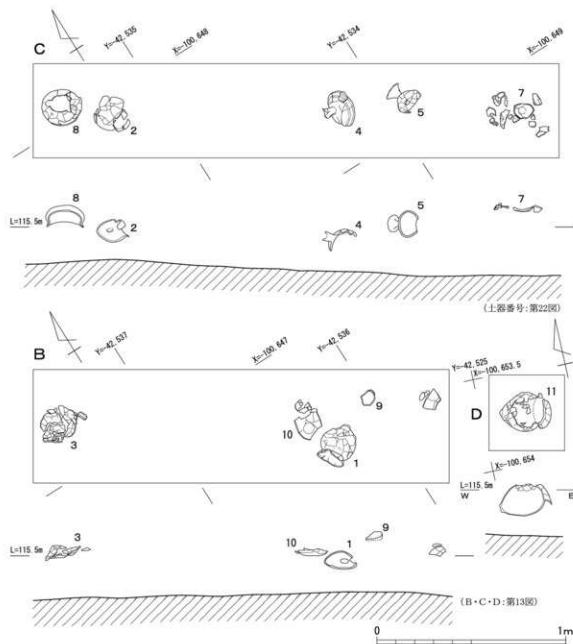 C
Y=-42,535
X=-100,648
Y=-42,534
X=-100,649
8
2
4
5
7
8
2
4
5
7
L=115.5m
(土器番号:第22図)
B
Y=-42,537
X=-100,647
Y=-42,536
Y=-42,525
X=-100,653.5
D
11
3
10
9
1
X=-100,654
L=115.5m
W
E
L=115.5m
3
10
1
9
(B・C・D:第13図)
0
1m